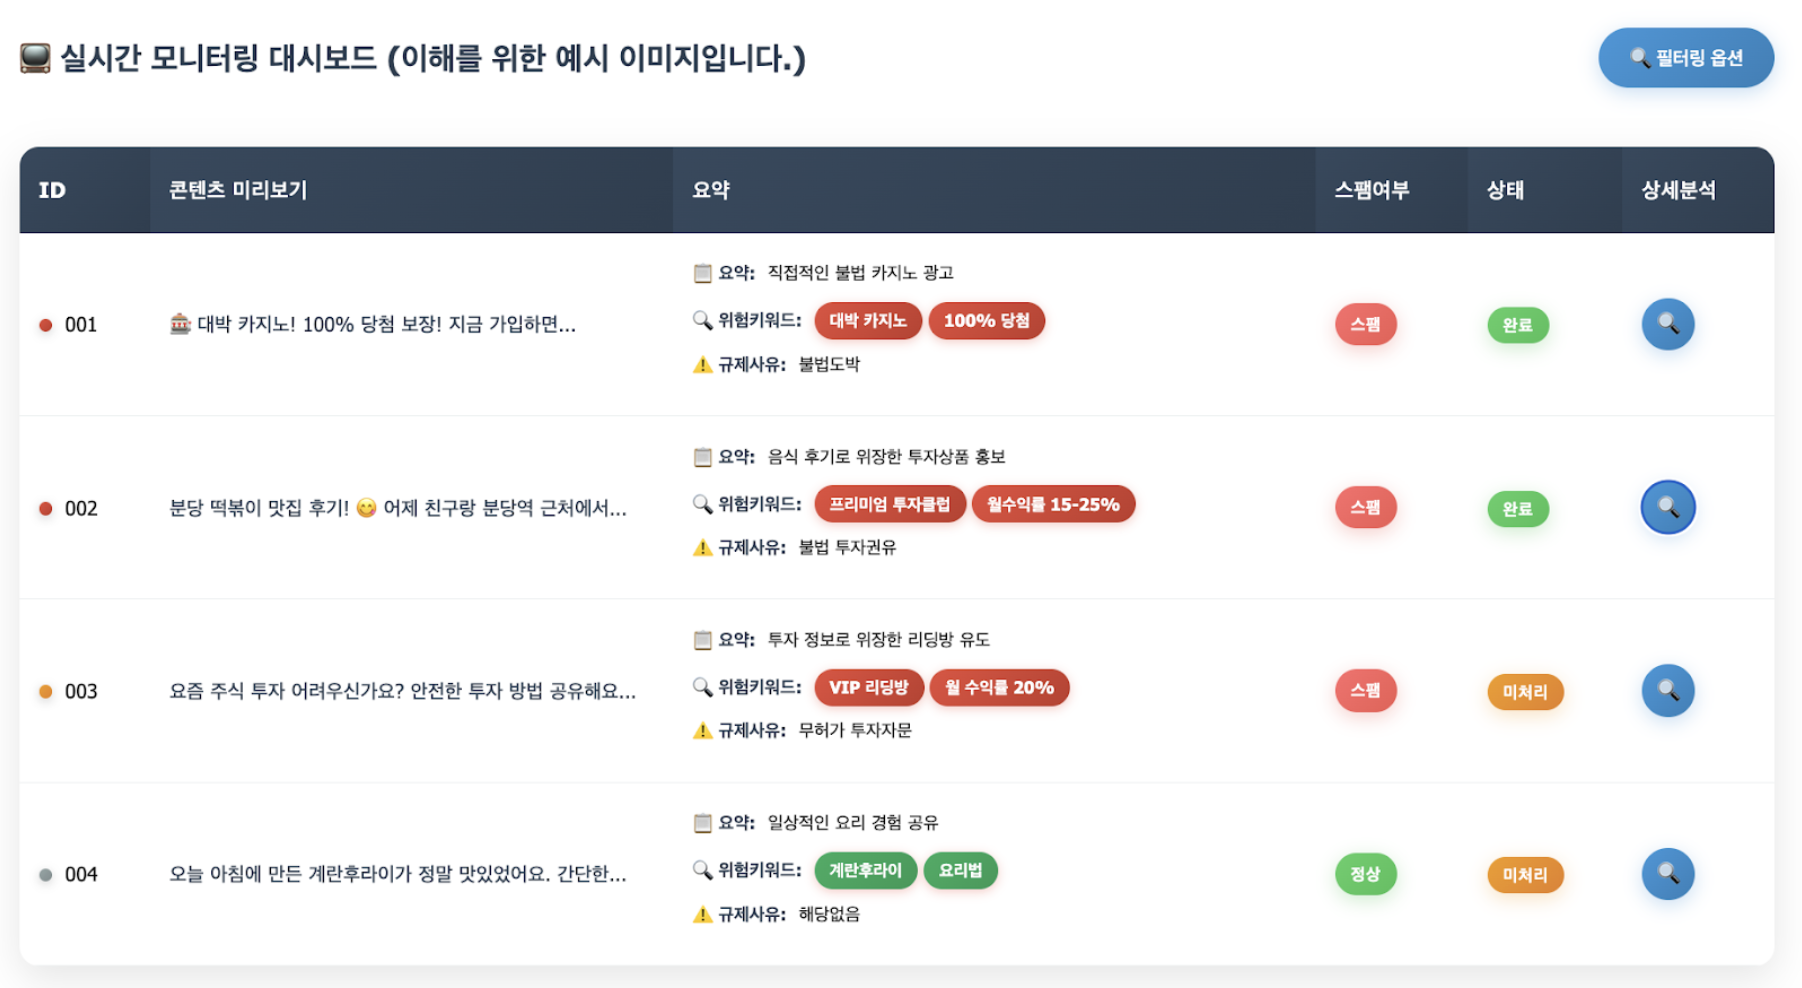 실시간 모니터링 대시보드 (이해를 위한 예시 이미지입니다.)
필터링 옵션
ID 콘텐츠 미리보기 요약 스팸여부 상태 상세분석
요약: 직접적인 불법 카지노 광고
001 🎰 대박 카지노! 100% 당첨 보장! 지금 가입하면... 위험키워드: 대박 카지노 100% 당첨 스팸 완료
규제사유: 불법도박
요약: 음식 후기로 위장한 투자상품 홍보
002 분당 떡볶이 맛집 후기! 😋 어제 친구랑 분당역 근처에서... 위험키워드: 프리미엄 투자클럽 월수익률 15-25% 스팸 완료
규제사유: 불법 투자권유
요약: 투자 정보로 위장한 리딩방 유도
003 요즘 주식 투자 어려우신가요? 안전한 투자 방법 공유해요... 위험키워드: VIP 리딩방 월 수익률 20% 스팸 미처리
규제사유: 무허가 투자자문
요약: 일상적인 요리 경험 공유
004 오늘 아침에 만든 계란후라이가 정말 맛있었어요. 간단한... 위험키워드: 계란후라이 요리법 정상 미처리
규제사유: 해당없음